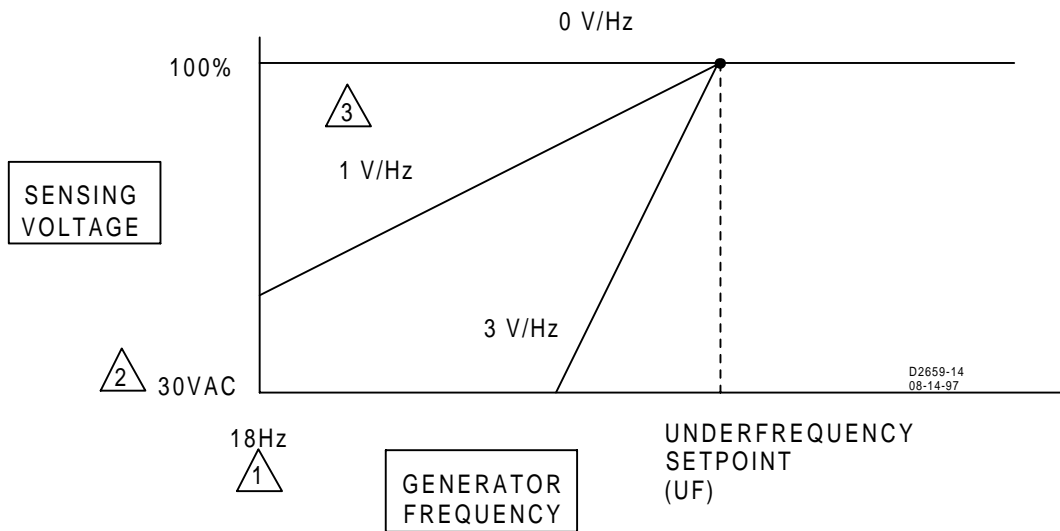 0 V/Hz
100%
3
1 V/Hz
SENSING
VOLTAGE
3 V/Hz
2
30VAC
D2659-14
08-14-97
18Hz
1
GENERATOR
FREQUENCY
UNDERFREQUENCY
SETPOINT
(UF)